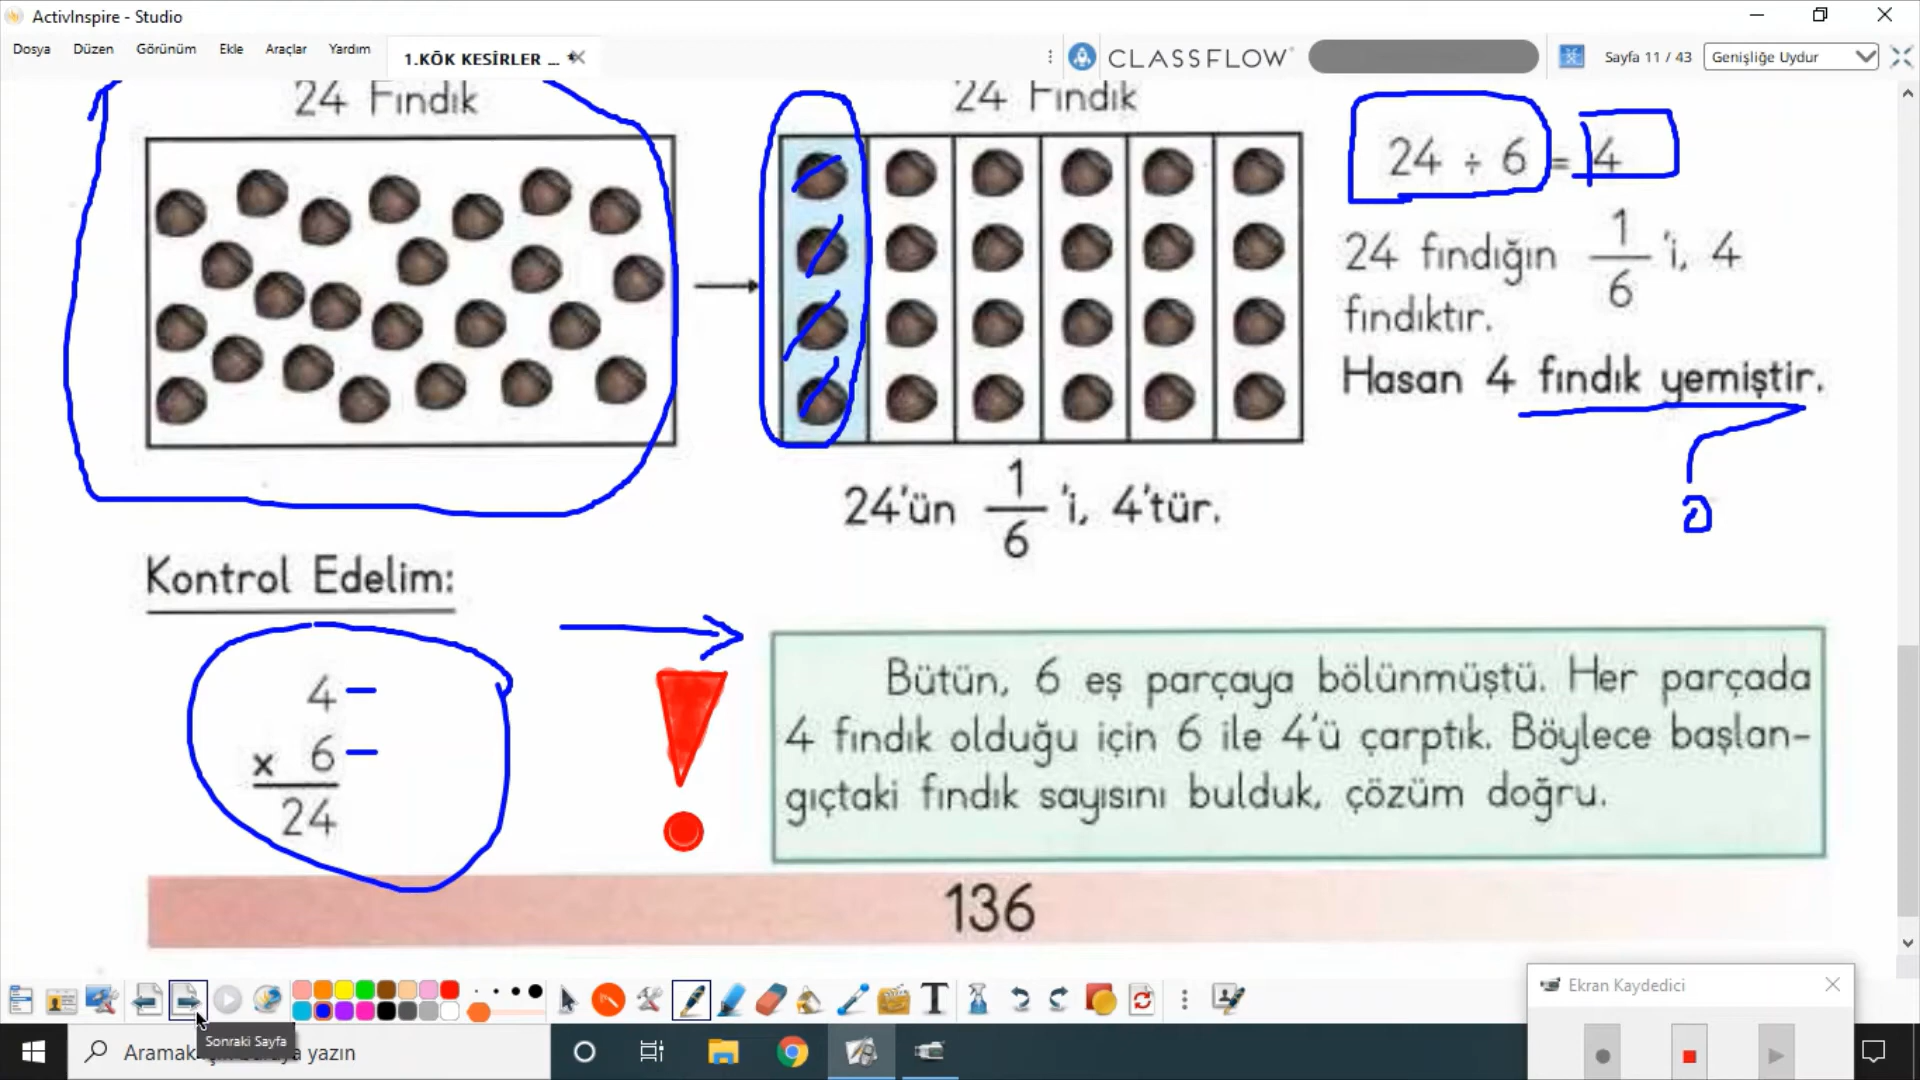 ActivInspire - Studio
Dosya Düzen Görünüm Ekle Araçlar Yardım
1.KÖK KESİRLER ...
CLASSFLOW
Sayfa 11 / 43
Genişliğe Uydur
24 Fındık
24 Fındık
24 ÷ 6 = 4
24 fındığın 1/6 'i, 4
fındıktır.
Hasan 4 fındık yemiştir.
24'ün 1/6 'i, 4'tür.
Kontrol Edelim:
4
x 6
24
Bütün, 6 eş parçaya bölünmüştü. Her parçada
4 fındık olduğu için 6 ile 4'ü çarptık. Böylece başlan-
gıçtaki fındık sayısını bulduk, çözüm doğru.
136
Ekran Kaydedici
Sonraki Sayfa
Aramak yazın